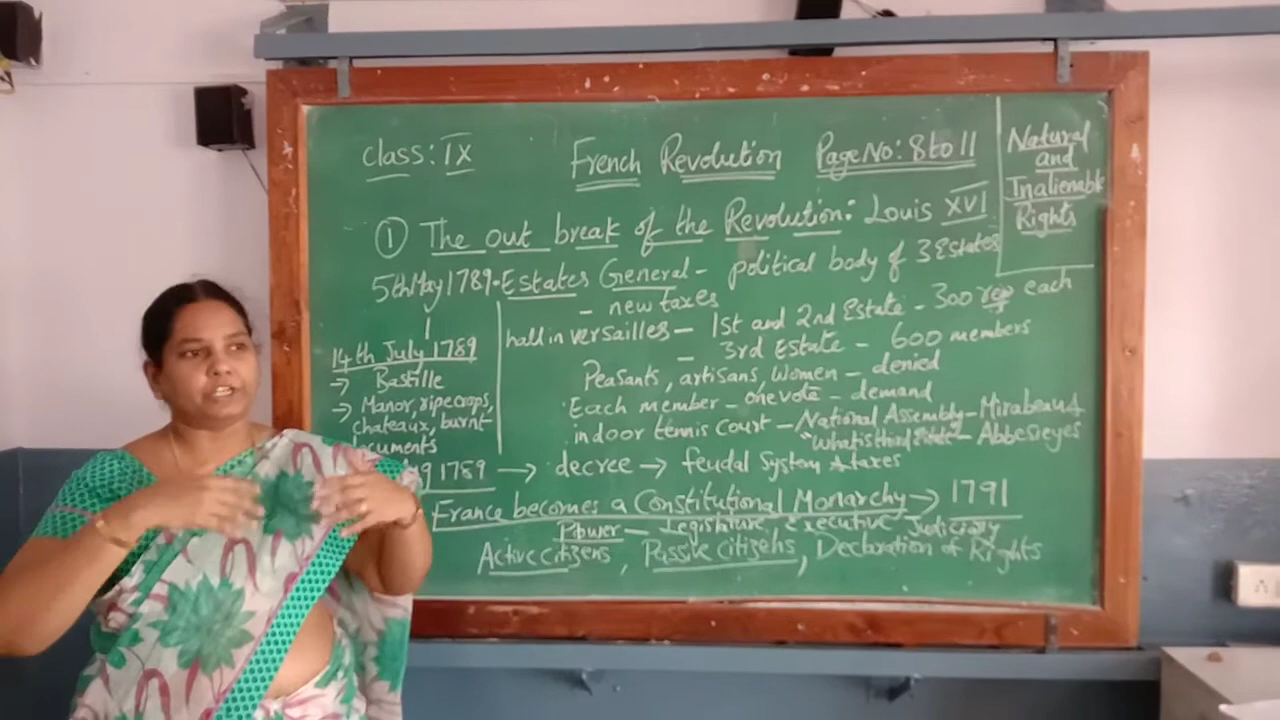 class: IX French Revolution Page No: 8 to 11
Natural
and
Inalienable
Rights
① The out break of the Revolution: Louis XVI
5th May 1789 - Estates General - political body of 3 Estates
- new taxes
hall in versailles - 1st and 2nd Estate - 300 rep each
- 3rd Estate - 600 members
Peasants, artisans, Women - denied
Each member - one vote - demand
indoor tennis court - National Assembly - Mirabeau &
"What is third Estate" - Abbesieyes
14th July 1789
→ Bastille
→ Manor, ripe crops,
chateaux, burnt
1789 → decree → feudal System & taxes
France becomes a Constitutional Monarchy → 1791
Power - Legislature, executive Judiciary
Active citizens, Passive citizens, Declaration of Rights